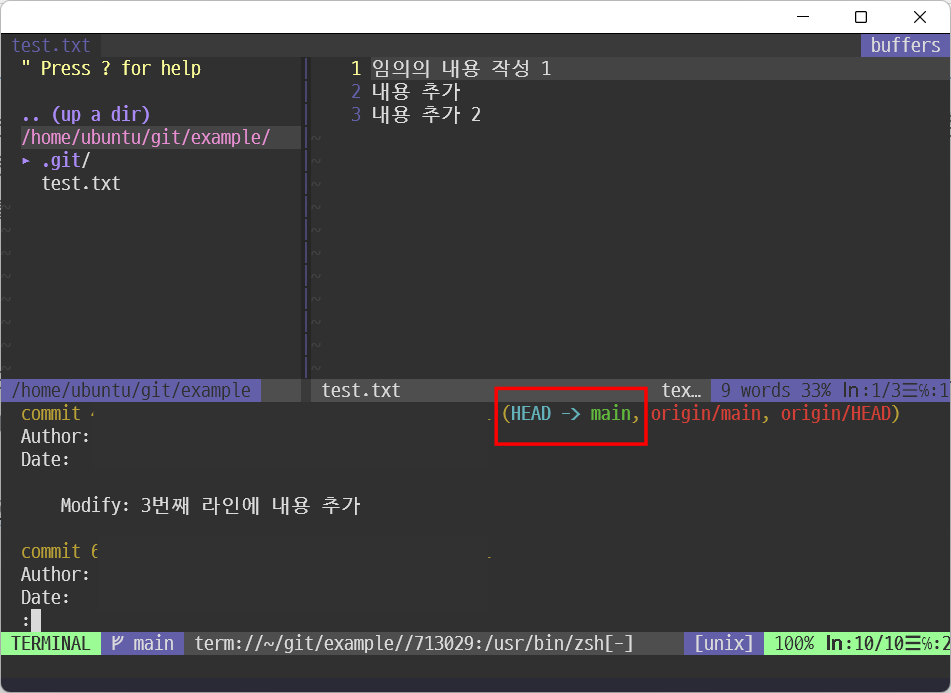 test.txt
buffers
" Press ? for help
.. (up a dir)
/home/ubuntu/git/example/
▸ .git/
test.txt
1 임의의 내용 작성 1
2 내용 추가
3 내용 추가 2
/home/ubuntu/git/example
test.txt
tex… 9 words 33% ln:1/3☰℅:1
commit (HEAD -> main, origin/main, origin/HEAD)
Author:
Date:
Modify: 3번째 라인에 내용 추가
commit 6
Author:
Date:
:
TERMINAL main term://~/git/example//713029:/usr/bin/zsh[-] [unix] 100% ln:10/10☰℅:2